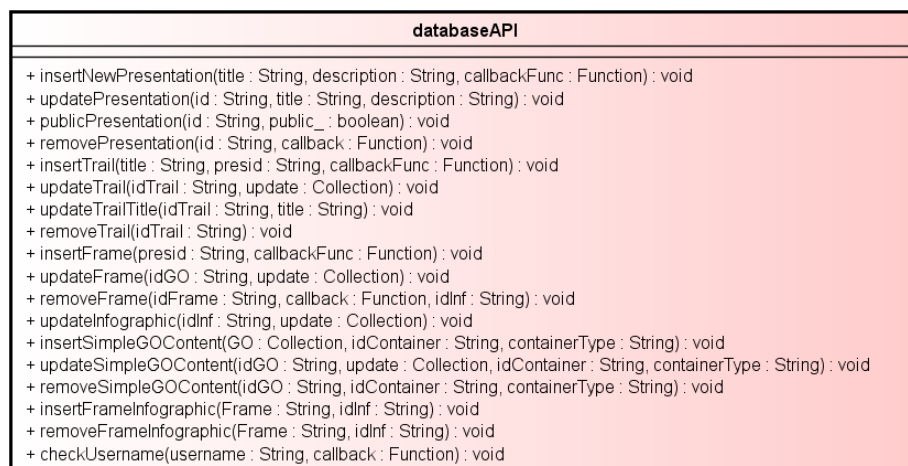 databaseAPI
+ insertNewPresentation(title : String, description : String, callbackFunc : Function) : void
+ updatePresentation(id : String, title : String, description : String) : void
+ publicPresentation(id : String, public_ : boolean) : void
+ removePresentation(id : String, callback : Function) : void
+ insertTrail(title : String, presid : String, callbackFunc : Function) : void
+ updateTrail(idTrail : String, update : Collection) : void
+ updateTrailTitle(idTrail : String, title : String) : void
+ removeTrail(idTrail : String) : void
+ insertFrame(presid : String, callbackFunc : Function) : void
+ updateFrame(idGO : String, update : Collection) : void
+ removeFrame(idFrame : String, callback : Function, idInf : String) : void
+ updateInfographic(idInf : String, update : Collection) : void
+ insertSimpleGOContent(GO : Collection, idContainer : String, containerType : String) : void
+ updateSimpleGOContent(idGO : String, update : Collection, idContainer : String, containerType : String) : void
+ removeSimpleGOContent(idGO : String, idContainer : String, containerType : String) : void
+ insertFrameInfographic(Frame : String, idInf : String) : void
+ removeFrameInfographic(Frame : String, idInf : String) : void
+ checkUsername(username : String, callback : Function) : void